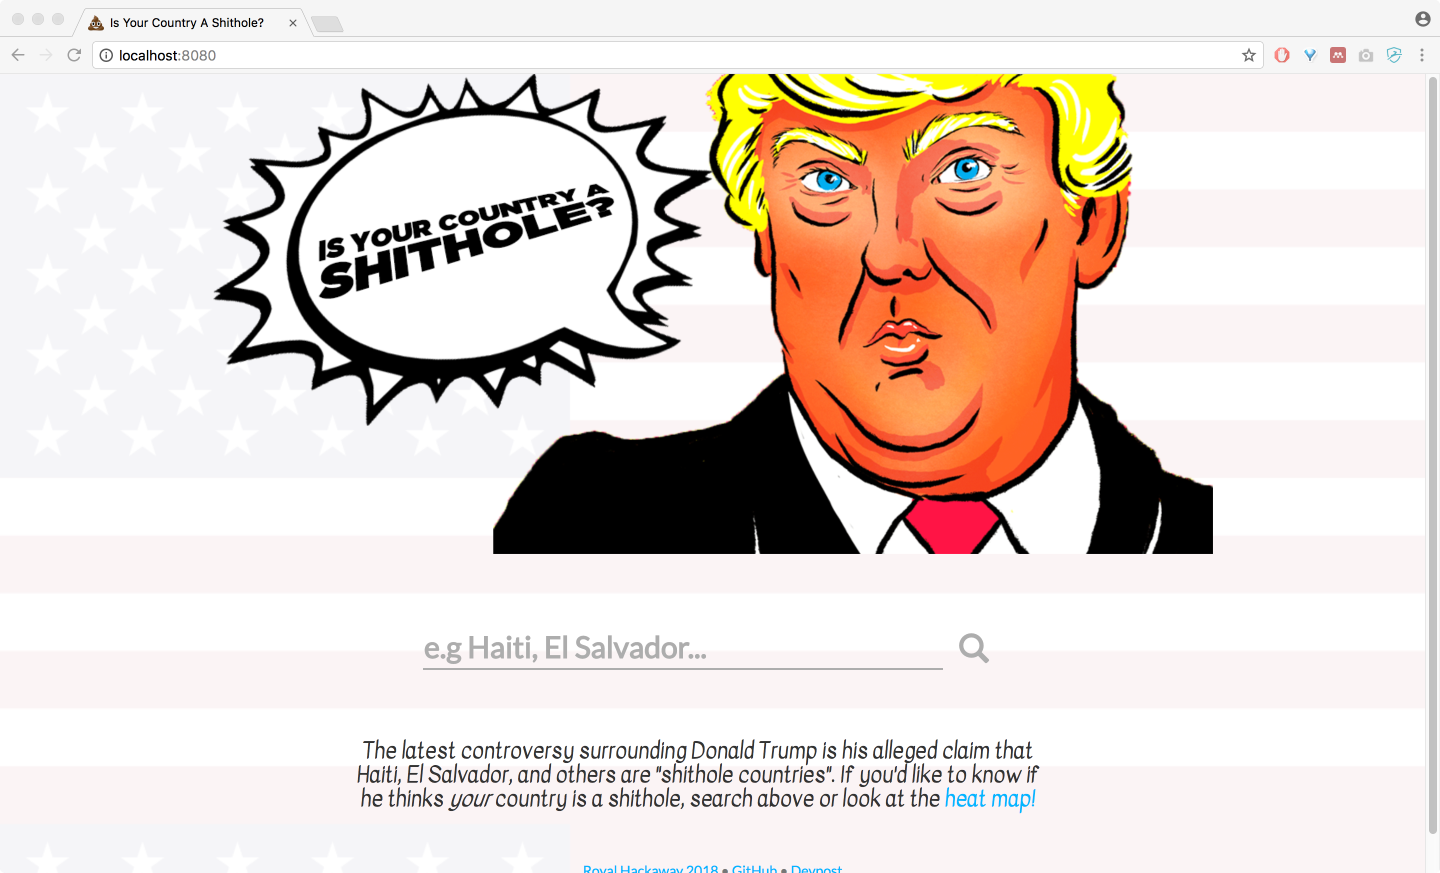 Is Your Country A Shithole?
localhost:8080
IS YOUR COUNTRY A
SHITHOLE?
e.g Haiti, El Salvador...
The latest controversy surrounding Donald Trump is his alleged claim that
Haiti, El Salvador, and others are "shithole countries". If you'd like to know if
he thinks your country is a shithole, search above or look at the heat map!
Royal Hackaway 2018 • GitHub • Devpost